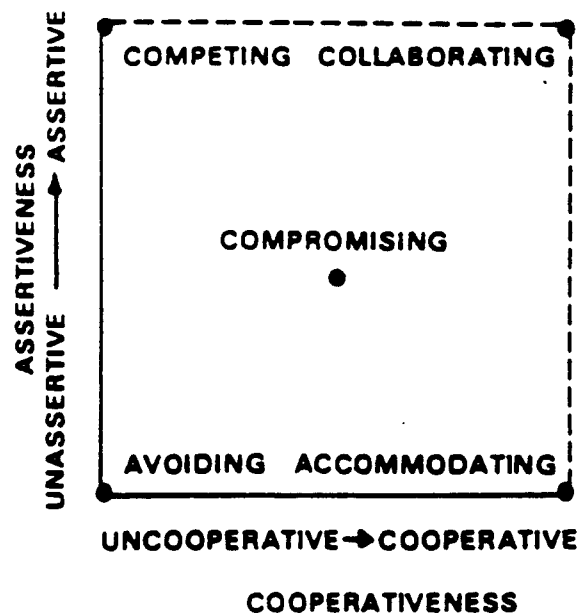 COMPETING COLLABORATING
ASSERTIVENESS
UNASSERTIVE ASSERTIVE
COMPROMISING
AVOIDING ACCOMMODATING
UNCOOPERATIVE COOPERATIVE
COOPERATIVENESS